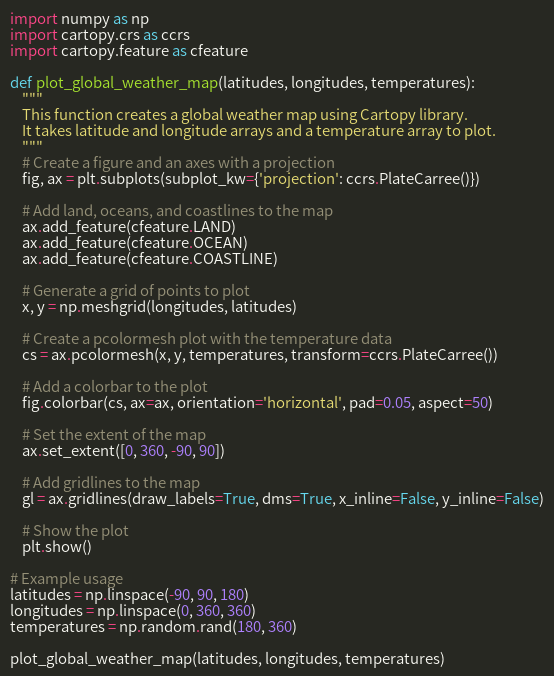 import numpy as np
import cartopy.crs as ccrs
import cartopy.feature as cfeature

def plot_global_weather_map(latitudes, longitudes, temperatures):
    """
    This function creates a global weather map using Cartopy library.
    It takes latitude and longitude arrays and a temperature array to plot.
    """
    # Create a figure and an axes with a projection
    fig, ax = plt.subplots(subplot_kw={'projection': ccrs.PlateCarree()})

    # Add land, oceans, and coastlines to the map
    ax.add_feature(cfeature.LAND)
    ax.add_feature(cfeature.OCEAN)
    ax.add_feature(cfeature.COASTLINE)

    # Generate a grid of points to plot
    x, y = np.meshgrid(longitudes, latitudes)

    # Create a pcolormesh plot with the temperature data
    cs = ax.pcolormesh(x, y, temperatures, transform=ccrs.PlateCarree())

    # Add a colorbar to the plot
    fig.colorbar(cs, ax=ax, orientation='horizontal', pad=0.05, aspect=50)

    # Set the extent of the map
    ax.set_extent([0, 360, -90, 90])

    # Add gridlines to the map
    gl = ax.gridlines(draw_labels=True, dms=True, x_inline=False, y_inline=False)

    # Show the plot
    plt.show()

# Example usage
latitudes = np.linspace(-90, 90, 180)
longitudes = np.linspace(0, 360, 360)
temperatures = np.random.rand(180, 360)

plot_global_weather_map(latitudes, longitudes, temperatures)